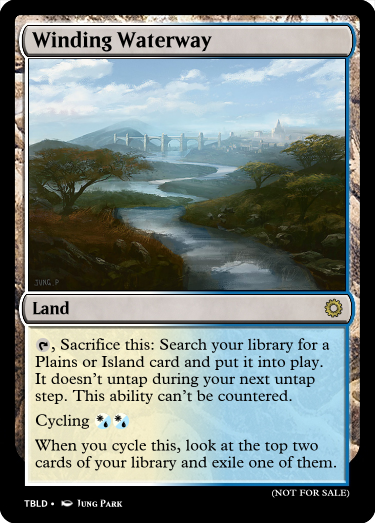 Winding Waterway
JUNG.P
Land
, Sacrifice this: Search your library for a
Plains or Island card and put it into play.
It doesn't untap during your next untap
step. This ability can't be countered.
Cycling
When you cycle this, look at the top two
cards of your library and exile one of them.
(NOT FOR SALE)
TBLD • Jung Park